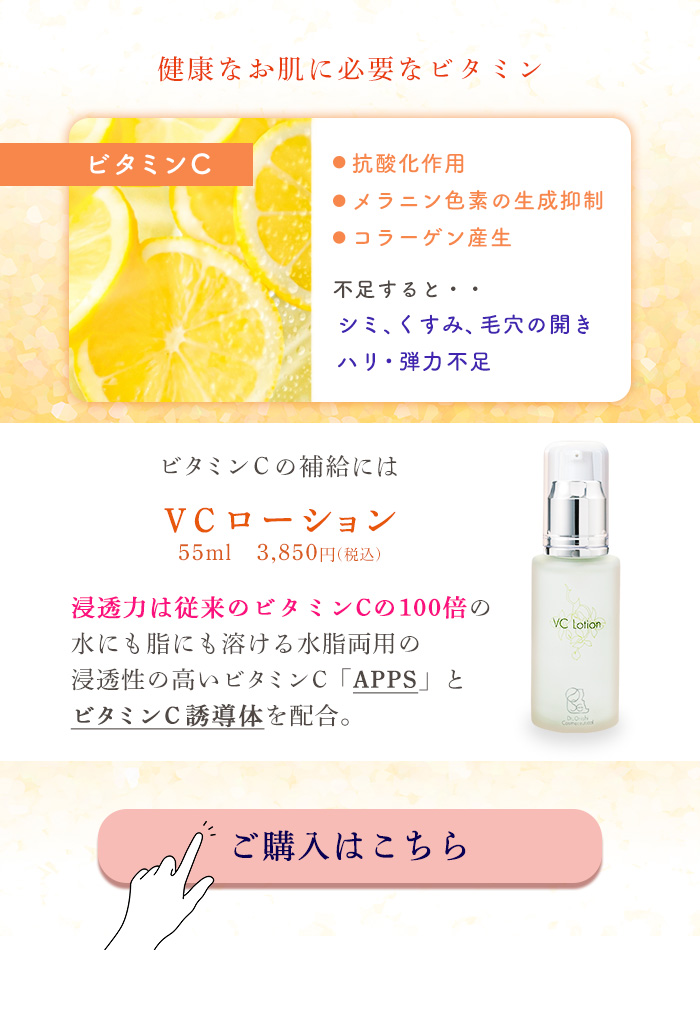 健康なお肌に必要なビタミン
ビタミンC
●抗酸化作用
●メラニン色素の生成抑制
●コラーゲン産生
不足すると・・
シミ、くすみ、毛穴の開き
ハリ・弾力不足
ビタミンCの補給には
VCローション
55ml 3,850円(税込)
浸透力は従来のビタミンCの100倍の
水にも脂にも溶ける水脂両用の
浸透性の高いビタミンC「APPS」と
ビタミンC誘導体を配合。
VC Lotion
ご購入はこちら